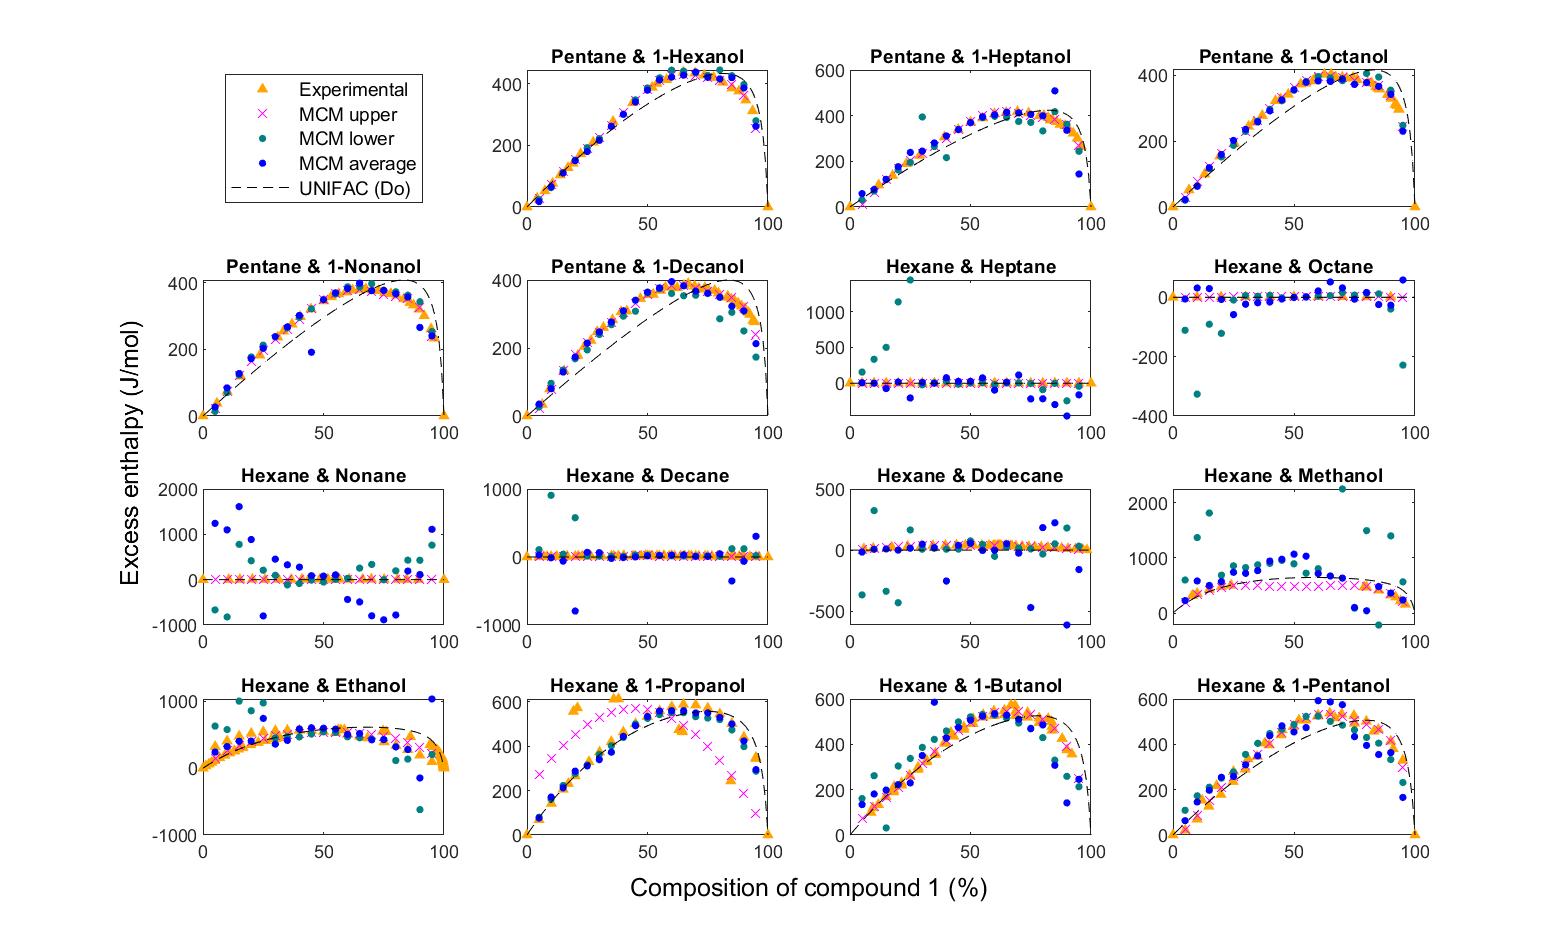 Pentane & 1-Hexanol
Pentane & 1-Heptanol
Pentane & 1-Octanol
Experimental
MCM upper
MCM lower
MCM average
UNIFAC (Do)
400
200
0
0 50 100
600
400
200
0
0 50 100
400
200
0
0 50 100
Pentane & 1-Nonanol
Pentane & 1-Decanol
Hexane & Heptane
Hexane & Octane
400
200
0
0 50 100
400
200
0
0 50 100
1000
500
0
0 50 100
0
-200
-400
0 50 100
Hexane & Nonane
Hexane & Decane
Hexane & Dodecane
Hexane & Methanol
2000
1000
0
-1000
0 50 100
1000
0
-1000
0 50 100
500
0
-500
0 50 100
2000
1000
0
0 50 100
Hexane & Ethanol
Hexane & 1-Propanol
Hexane & 1-Butanol
Hexane & 1-Pentanol
1000
0
-1000
0 50 100
600
400
200
0
0 50 100
600
400
200
0
0 50 100
600
400
200
0
0 50 100
Excess enthalpy (J/mol)
Composition of compound 1 (%)